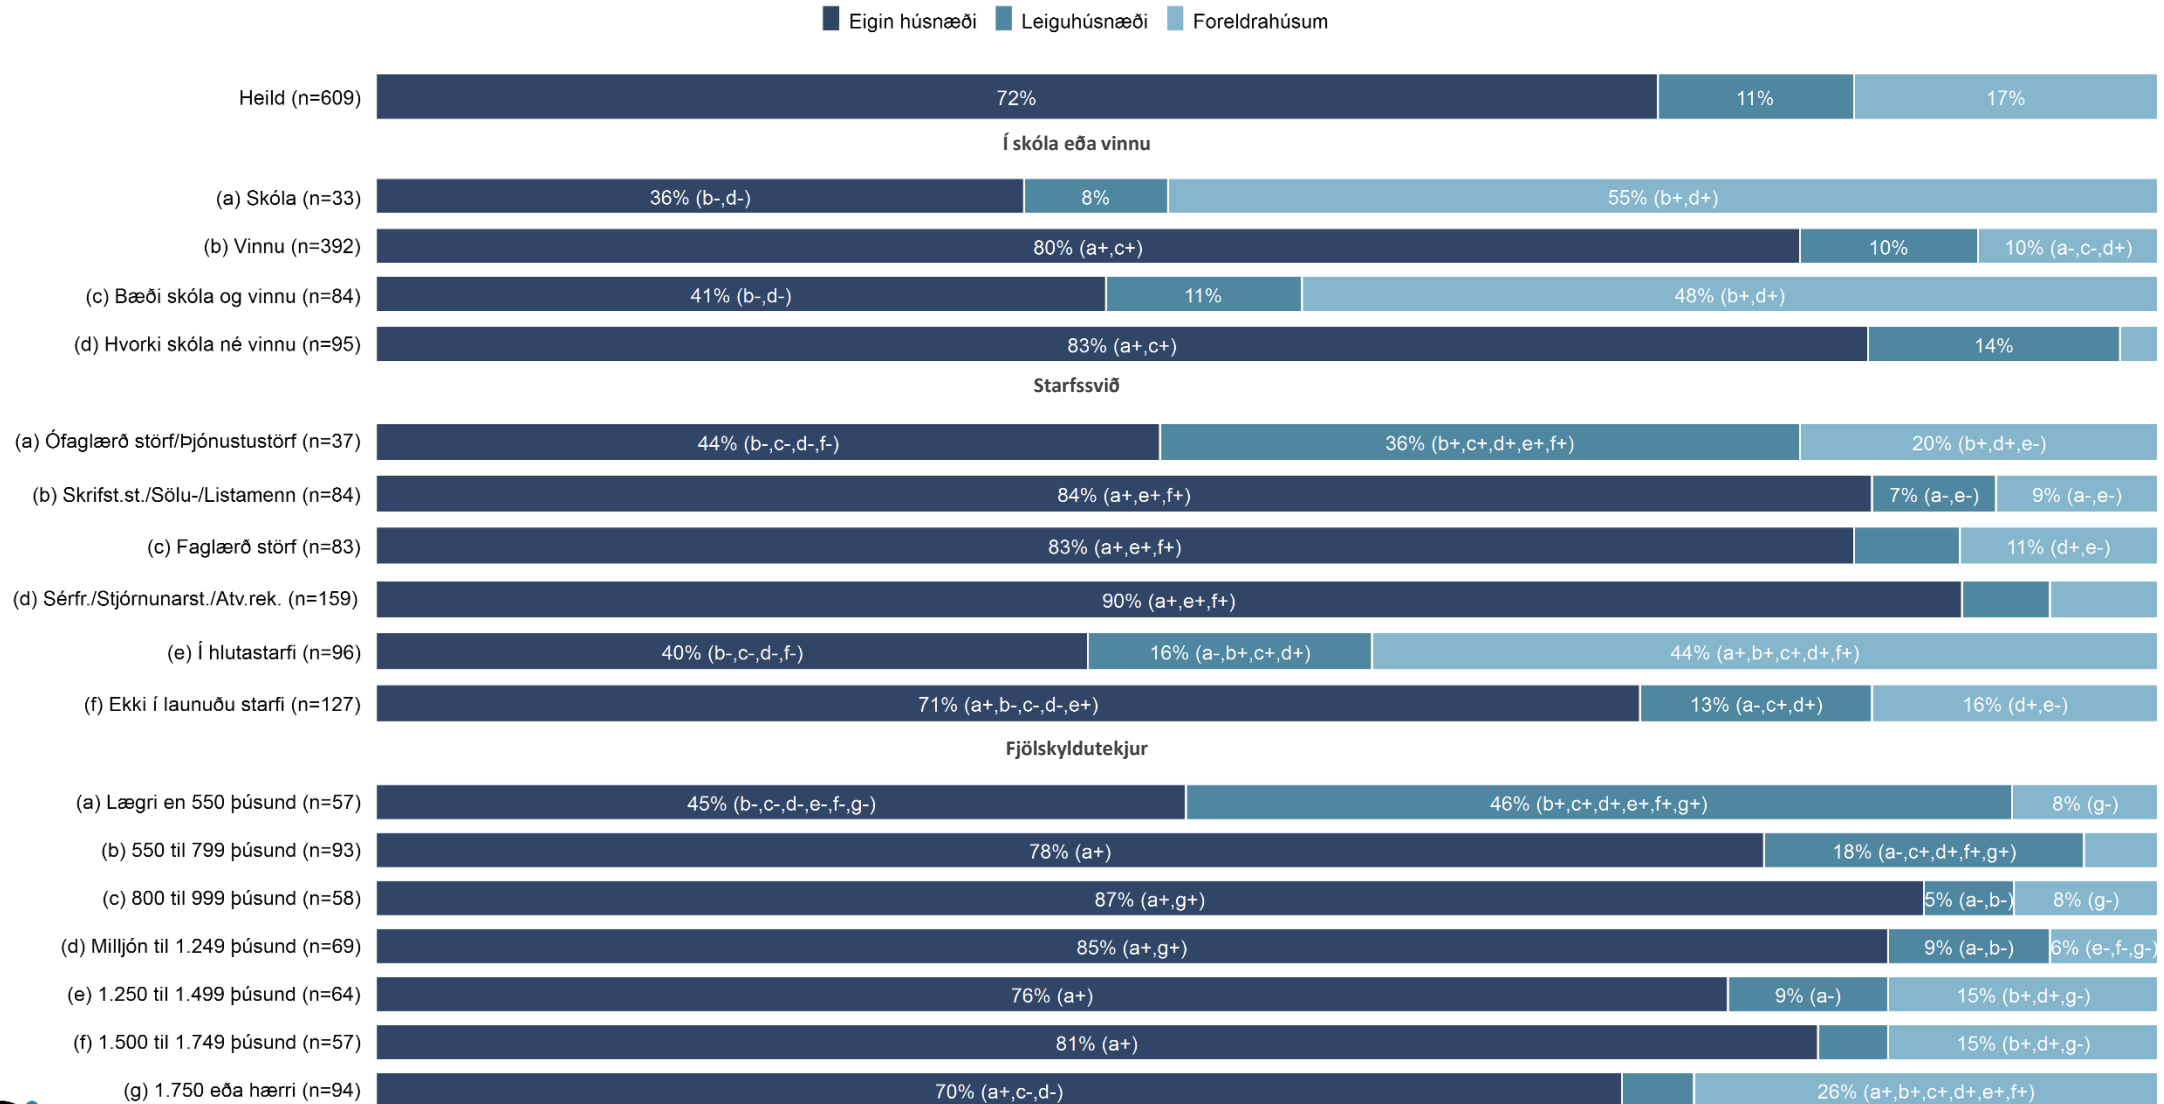 Eigin húsnæði Leiguhúsnæði Foreldrahúsum
Heild (n=609) 72% 11% 17%
Í skóla eða vinnu
(a) Skóla (n=33) 36% (b-,d-) 8% 55% (b+,d+)
(b) Vinnu (n=392) 80% (a+,c+) 10% 10% (a-,c-,d+)
(c) Bæði skóla og vinnu (n=84) 41% (b-,d-) 11% 48% (b+,d+)
(d) Hvorki skóla né vinnu (n=95) 83% (a+,c+) 14%
Starfssvið
(a) Ófaglærð störf/Þjónustustörf (n=37) 44% (b-,c-,d-,f-) 36% (b+,c+,d+,e+,f+) 20% (b+,d+,e-)
(b) Skrifst.st./Sölu-/Listamenn (n=84) 84% (a+,e+,f+) 7% (a-,e-) 9% (a-,e-)
(c) Faglærð störf (n=83) 83% (a+,e+,f+) 11% (d+,e-)
(d) Sérfr./Stjórnunarst./Atv.rek. (n=159) 90% (a+,e+,f+)
(e) Í hlutastarfi (n=96) 40% (b-,c-,d-,f-) 16% (a-,b+,c+,d+) 44% (a+,b+,c+,d+,f+)
(f) Ekki í launuðu starfi (n=127) 71% (a+,b-,c-,d-,e+) 13% (a-,c+,d+) 16% (d+,e-)
Fjölskyldutekjur
(a) Lægri en 550 þúsund (n=57) 45% (b-,c-,d-,e-,f-,g-) 46% (b+,c+,d+,e+,f+,g+) 8% (g-)
(b) 550 til 799 þúsund (n=93) 78% (a+) 18% (a-,c+,d+,f+,g+)
(c) 800 til 999 þúsund (n=58) 87% (a+,g+) 5% (a-,b-) 8% (g-)
(d) Milljón til 1.249 þúsund (n=69) 85% (a+,g+) 9% (a-,b-) 6% (e-,f-,g-)
(e) 1.250 til 1.499 þúsund (n=64) 76% (a+) 9% (a-) 15% (b+,d+,g-)
(f) 1.500 til 1.749 þúsund (n=57) 81% (a+) 15% (b+,d+,g-)
(g) 1.750 eða hærri (n=94) 70% (a+,c-,d-) 26% (a+,b+,c+,d+,e+,f+)